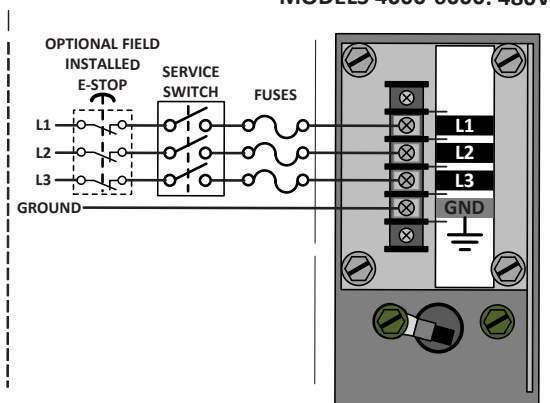 MODELS 4000-6000: 480V
OPTIONAL FIELD
INSTALLED
E-STOP
SERVICE
SWITCH
FUSES
L1
L2
L3
GROUND
L1
L2
L3
GND